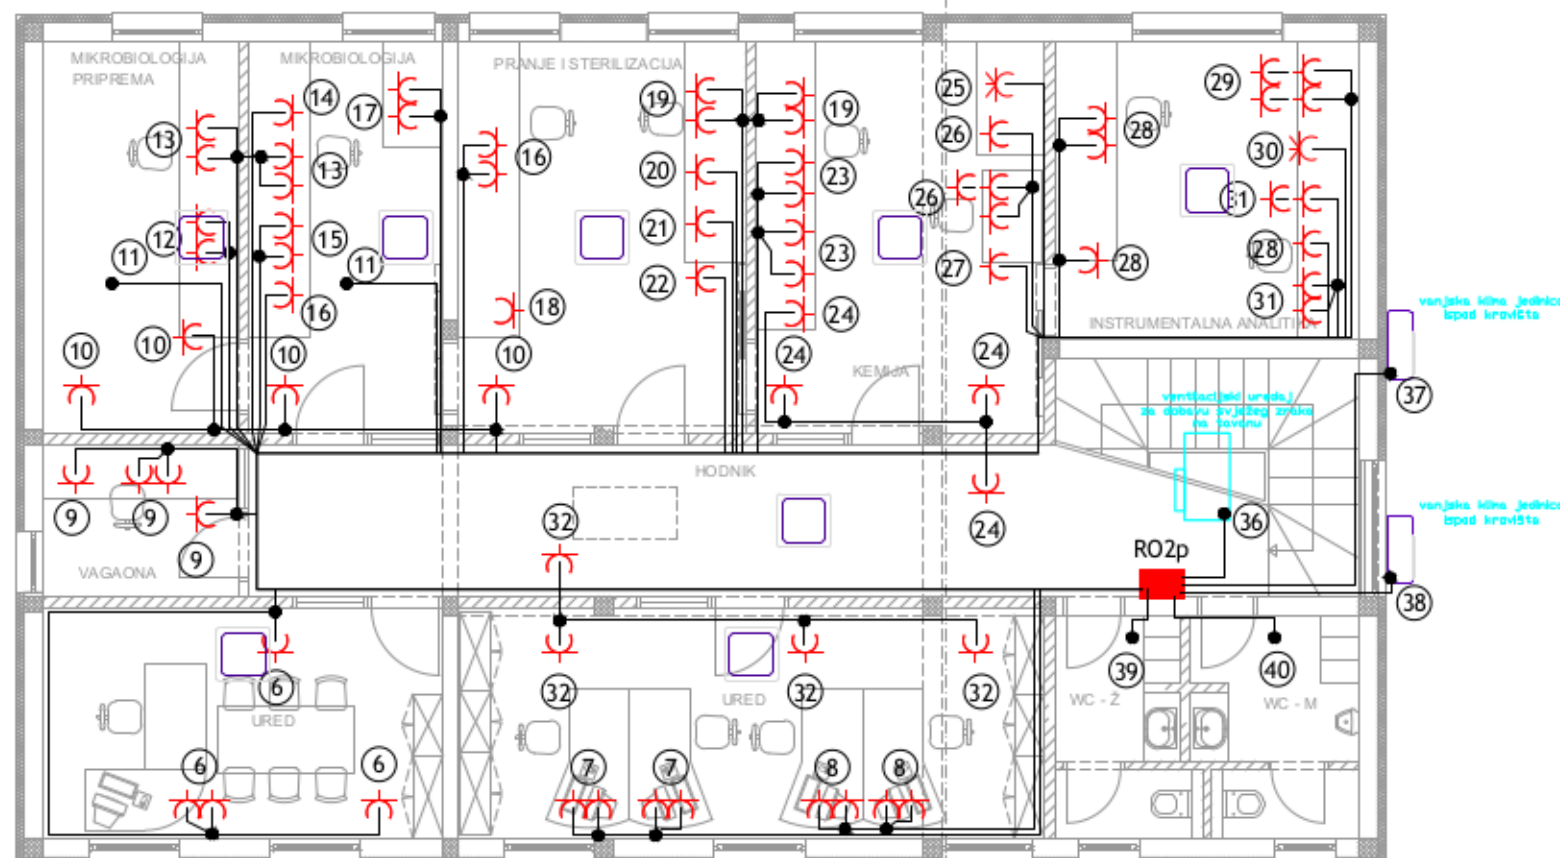 MIKROBIOLOGIJA
PRIPREMA
MIKROBIOLOGIJA
PRANJE I STERILIZACIJA
14
17
13
13
16
19
19
20
23
25
26
28
29
30
12
11
15
11
21
26
31
23
27
28
28
22
16
18
24
31
INSTRUMENTALNA ANALITIKA
vanjska klima jedinica
ispod krovišta
10
10
10
10
24
24
KEMIJA
37
ventilacijski uređaj
za dobavu svježeg zraka
na tavanu
HODNIK
9
9
9
32
24
36
vanjska klima jedinica
ispod krovišta
RO2p
VAGAONA
38
6
32
32
32
39
40
URED
URED
WC - Ž
WC - M
6
6
7
7
8
8